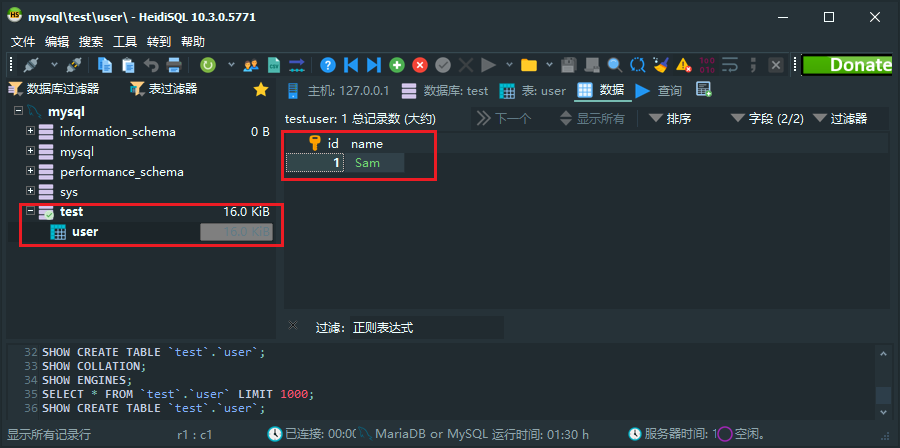 mysql\test\user\ - HeidiSQL 10.3.0.5771
文件 编辑 搜索 工具 转到 帮助
Donate
数据库过滤器 表过滤器
主机: 127.0.0.1 数据库: test 表: user 数据 查询
mysql
information_schema 0 B
mysql
performance_schema
sys
test 16.0 KiB
user 16.0 KiB
test.user: 1 总记录数 (大约) 下一个 显示所有 排序 字段 (2/2) 过滤器
id name
1 Sam
过滤: 正则表达式
32 SHOW CREATE TABLE `test`.`user`;
33 SHOW COLLATION;
34 SHOW ENGINES;
35 SELECT * FROM `test`.`user` LIMIT 1000;
36 SHOW CREATE TABLE `test`.`user`;
显示所有记录行 r1 : c1 已连接: 00:00 MariaDB or MySQL 运行时间: 01:30 h 服务器时间: 1 空闲。